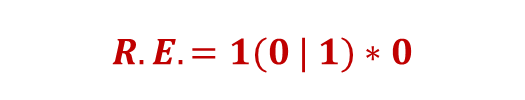 R.E.= 1(0 | 1) * 0